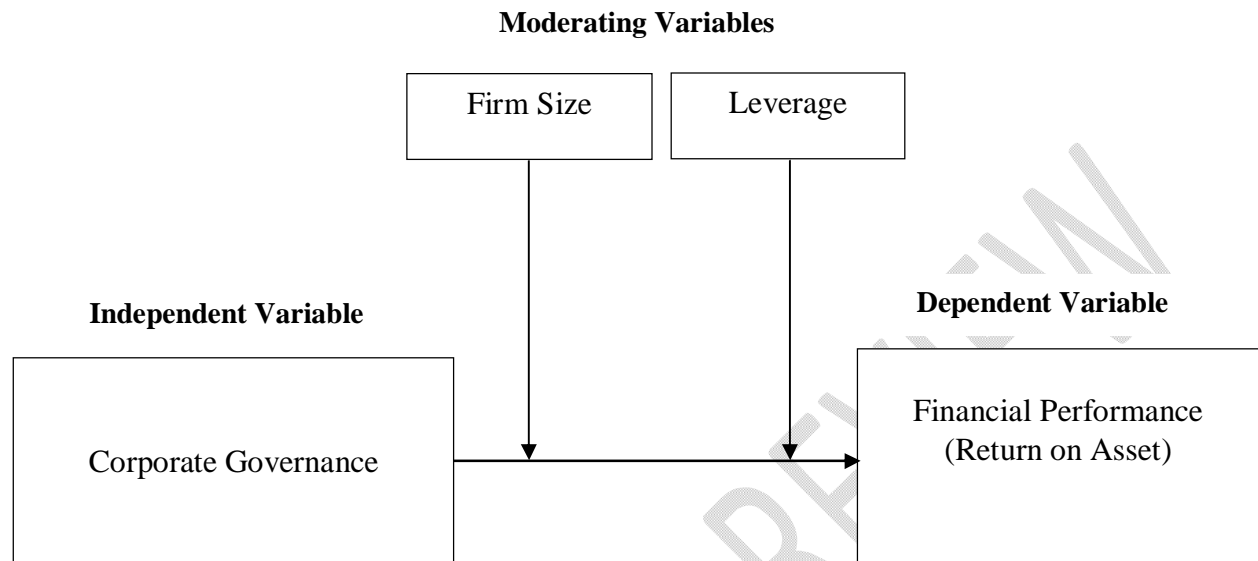 Moderating Variables
Firm Size
Leverage
Independent Variable
Dependent Variable
Corporate Governance
Financial Performance
(Return on Asset)